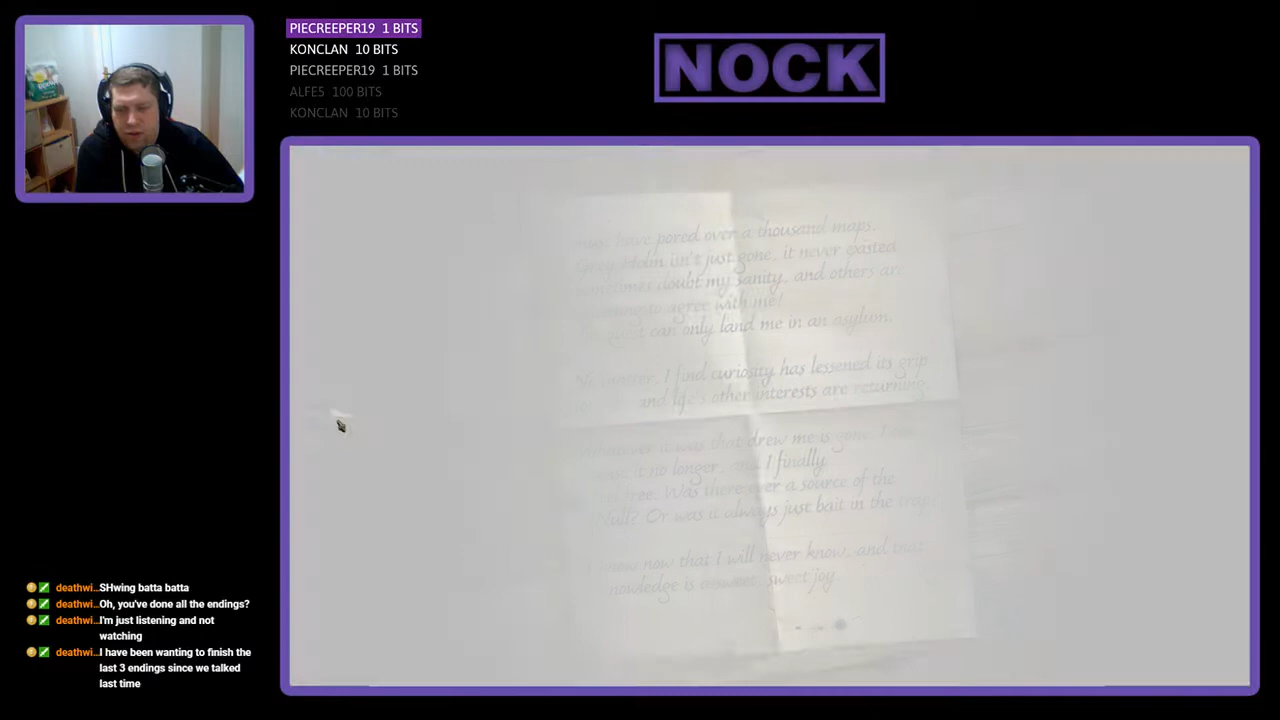 PIECREEPER19 1 BITS
KONCLAN 10 BITS
PIECREEPER19 1 BITS
ALFE5 100 BITS
KONCLAN 10 BITS
NOCK
have pored over a thousand maps.
isn't just gone, it never existed
sometimes doubt my sanity, and others are
to agree with me!
can only land me in an asylum.
No matter, I find curiosity has lessened its grip
and life's other interests are returning.
Whatever it was that drew me is gone. I
it no longer, and I finally
free. Was there ever a source of the
Null? Or was it always just bait in the trap
know now that I will never know, and that
knowledge is a sweet, sweet joy.
deathwi...SHwing batta batta
deathwi...Oh, you've done all the endings?
deathwi...I'm just listening and not
watching
deathwi...I have been wanting to finish the
last 3 endings since we talked
last time